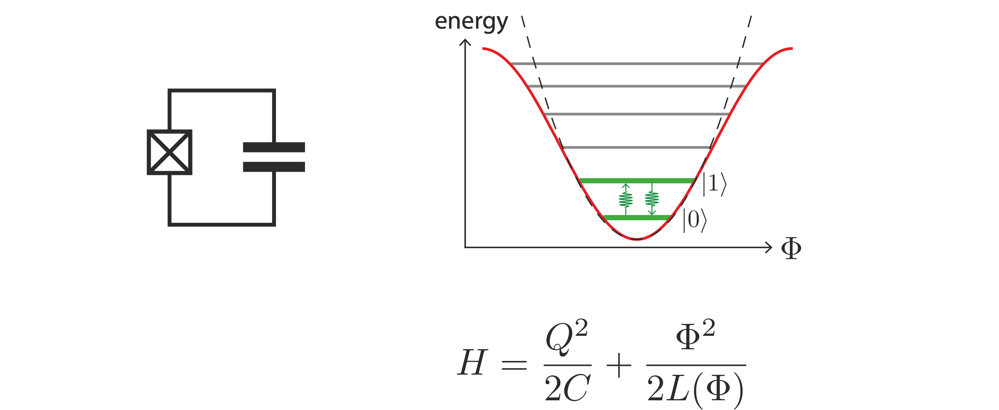 energy
|1⟩
|0⟩
Φ
H = Q²/2C + Φ²/2L(Φ)